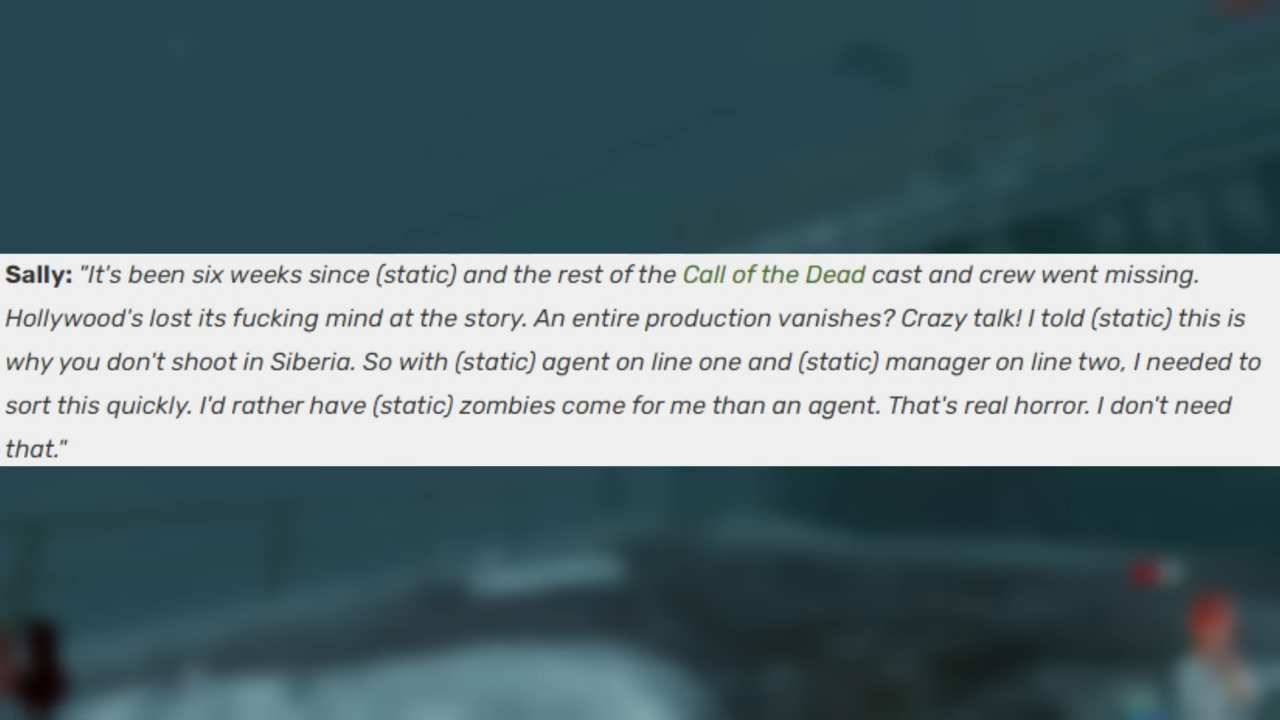 Sally: "It's been six weeks since (static) and the rest of the Call of the Dead cast and crew went missing.
Hollywood's lost its fucking mind at the story. An entire production vanishes? Crazy talk! I told (static) this is
why you don't shoot in Siberia. So with (static) agent on line one and (static) manager on line two, I needed to
sort this quickly. I'd rather have (static) zombies come for me than an agent. That's real horror. I don't need
that."